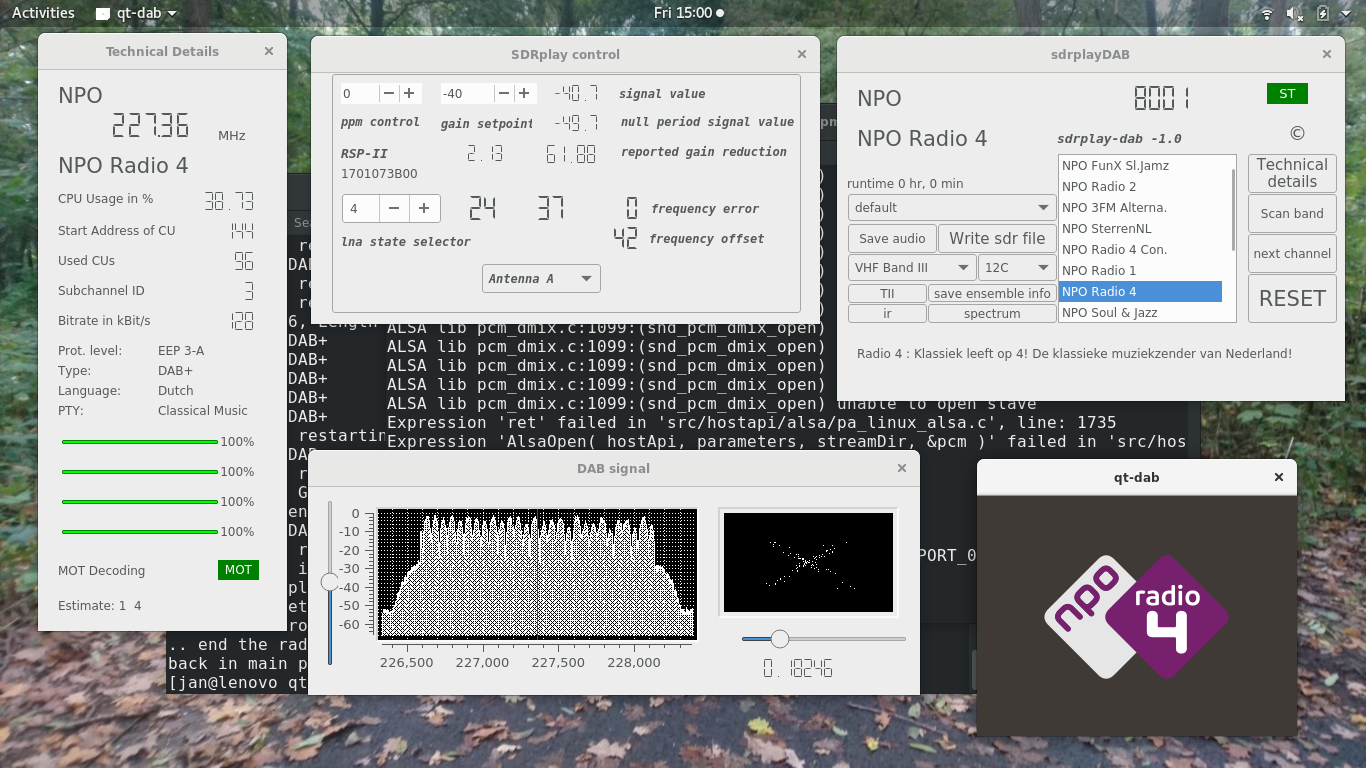 Activities
qt-dab
Fri 15:00
Technical Details
NPO
227.36
MHz
NPO Radio 4
CPU Usage in %
38.73
Start Address of CU
144
Used CUs
96
Subchannel ID
3
Bitrate in kBit/s
128
Prot. level:
EEP 3-A
Type:
DAB+
Language:
Dutch
PTY:
Classical Music
100%
100%
100%
100%
MOT Decoding
MOT
Estimate: 1 4
SDRplay control
0
-40
-40.7
signal value
ppm control
gain setpoint
null period signal value
RSP-II
2.13
61.88
reported gain reduction
1701073B00
4
24
37
0
frequency error
lna state selector
42
frequency offset
Antenna A
sdrplayDAB
NPO
8001
ST
NPO Radio 4
sdrplay-dab -1.0
©
runtime 0 hr, 0 min
default
Save audio
Write sdr file
VHF Band III
12C
TII
save ensemble info
ir
spectrum
NPO FunX Sl.Jamz
NPO Radio 2
NPO 3FM Alterna.
NPO SterrenNL
NPO Radio 4 Con.
NPO Radio 1
NPO Radio 4
NPO Soul & Jazz
Technical
details
Scan band
next channel
RESET
Radio 4 : Klassiek leeft op 4! De klassieke muziekzender van Nederland!
DAB+
DAB+
DAB+
DAB+
DAB+
restartin
ALSA lib pcm_dmix.c:1099:(snd_pcm_dmix_open)
ALSA lib pcm_dmix.c:1099:(snd_pcm_dmix_open)
ALSA lib pcm_dmix.c:1099:(snd_pcm_dmix_open)
ALSA lib pcm_dmix.c:1099:(snd_pcm_dmix_open)
ALSA lib pcm_dmix.c:1099:(snd_pcm_dmix_open) unable to open slave
Expression 'ret' failed in 'src/hostapi/alsa/pa_linux_alsa.c', line: 1735
Expression 'AlsaOpen( hostApi, parameters, streamDir, &pcm )' failed in 'src/hos
PORT_0
.. end the rad
back in main p
[jan@lenovo qt
DAB signal
0
-10
-20
-30
-40
-50
-60
226,500
227,000
227,500
228,000
0.18246
qt-dab
npo
radio
4